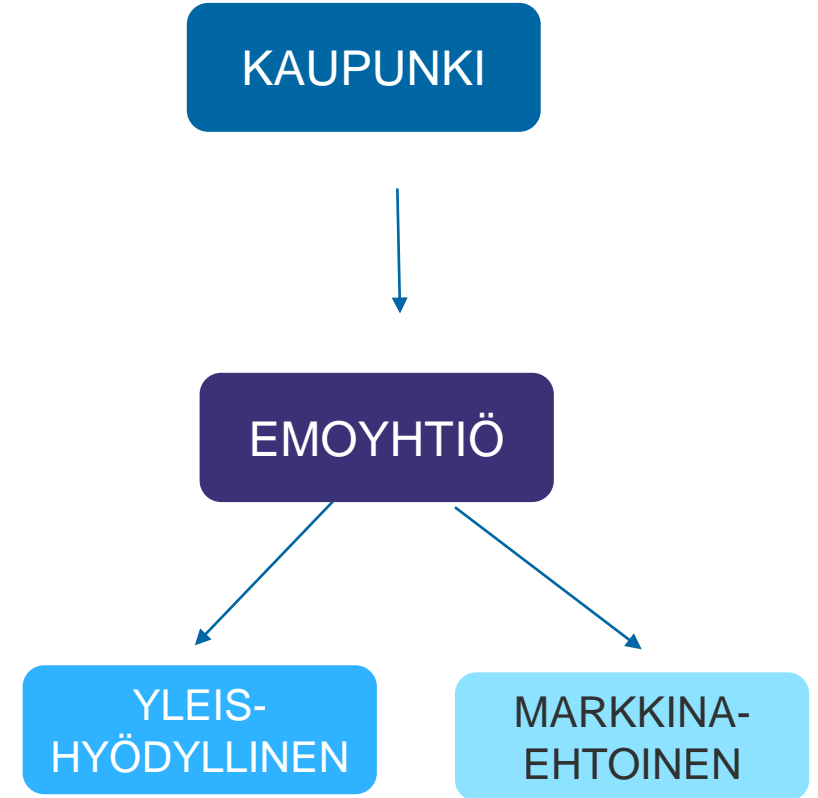 KAUPUNKI
EMOYHTIÖ
YLEIS-
HYÖDYLLINEN
MARKKINA-
EHTOINEN